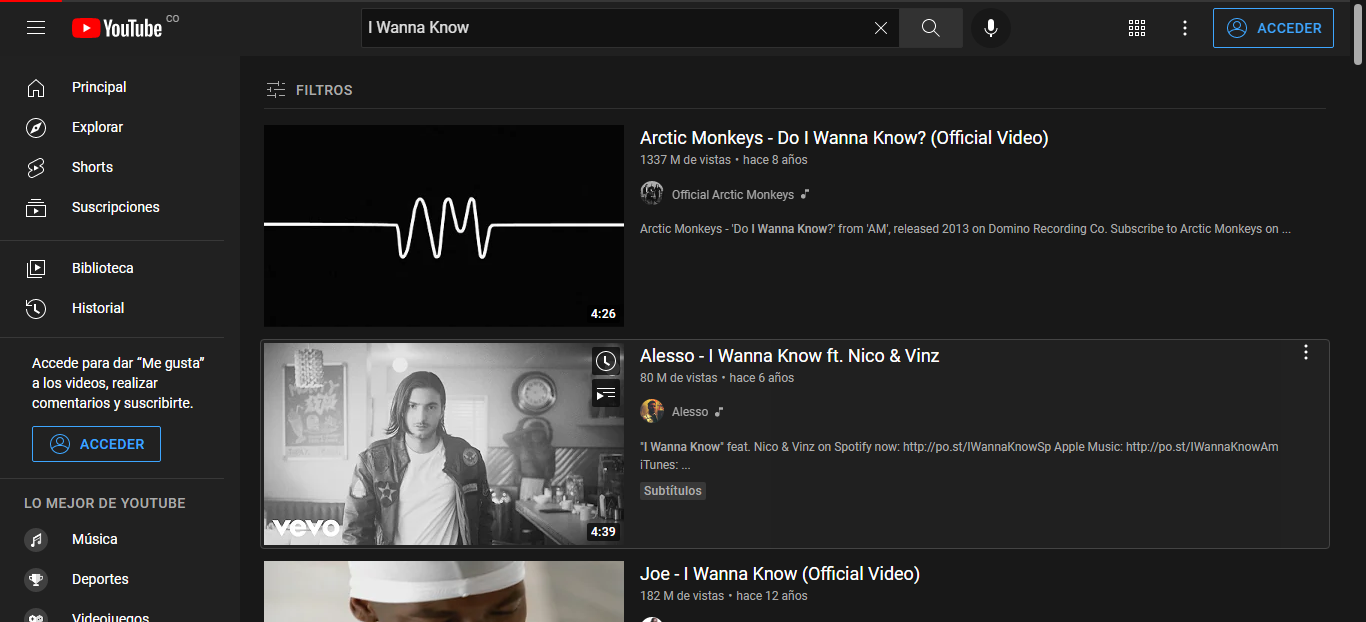 YouTube CO
I Wanna Know
ACCEDER
Principal
Explorar
Shorts
Suscripciones
Biblioteca
Historial
Accede para dar “Me gusta”
a los videos, realizar
comentarios y suscribirte.
ACCEDER
LO MEJOR DE YOUTUBE
Música
Deportes
Videojuegos
FILTROS
4:26
Arctic Monkeys - Do I Wanna Know? (Official Video)
1337 M de vistas • hace 8 años
Official Arctic Monkeys
Arctic Monkeys - 'Do I Wanna Know?' from 'AM', released 2013 on Domino Recording Co. Subscribe to Arctic Monkeys on ...
vevo
4:39
Alesso - I Wanna Know ft. Nico & Vinz
80 M de vistas • hace 6 años
Alesso
"I Wanna Know" feat. Nico & Vinz on Spotify now: http://po.st/IWannaKnowSp Apple Music: http://po.st/IWannaKnowAm
iTunes: ...
Subtítulos
Joe - I Wanna Know (Official Video)
182 M de vistas • hace 12 años